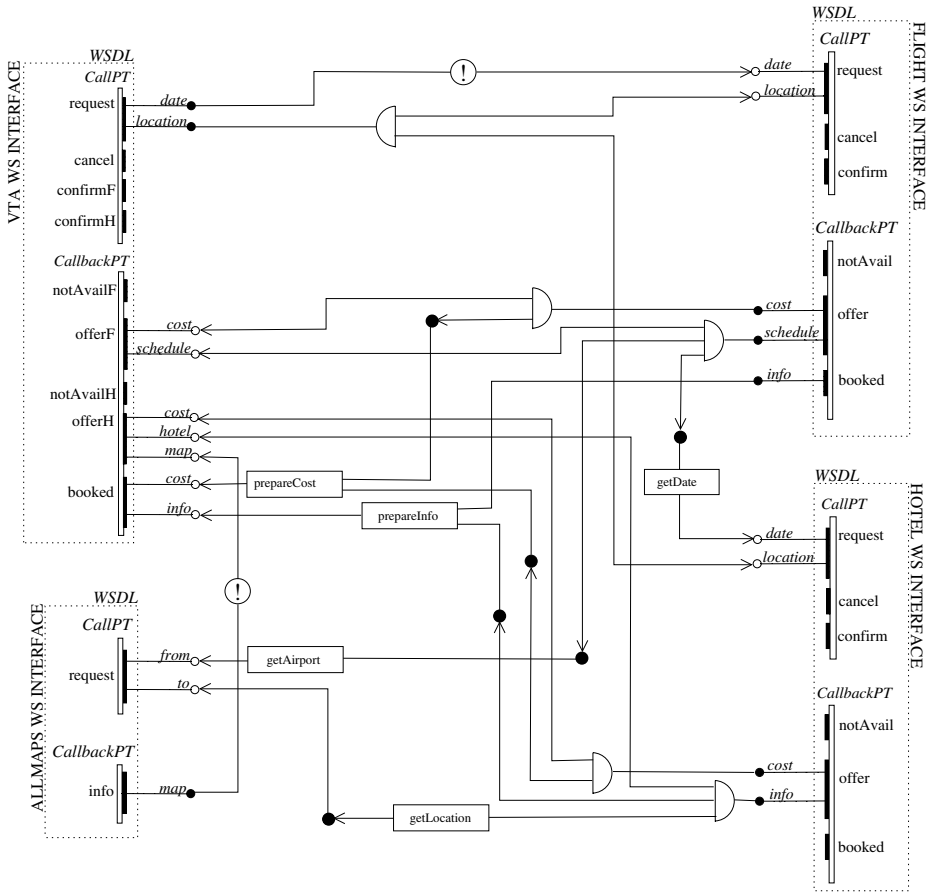 VTA WS INTERFACE
WSDL
CallPT
request
date
location
cancel
confirmF
confirmH
CallbackPT
notAvailF
offerF
cost
schedule
notAvailH
offerH
cost
hotel
map
booked
cost
info
prepareCost
prepareInfo
!
!
ALLMAPS WS INTERFACE
WSDL
CallPT
request
from
to
getAirport
CallbackPT
info
map
getLocation
FLIGHT WS INTERFACE
WSDL
CallPT
date
request
location
cancel
confirm
CallbackPT
notAvail
cost
offer
schedule
info
booked
getDate
HOTEL WS INTERFACE
WSDL
CallPT
date
request
location
cancel
confirm
CallbackPT
notAvail
cost
offer
info
booked